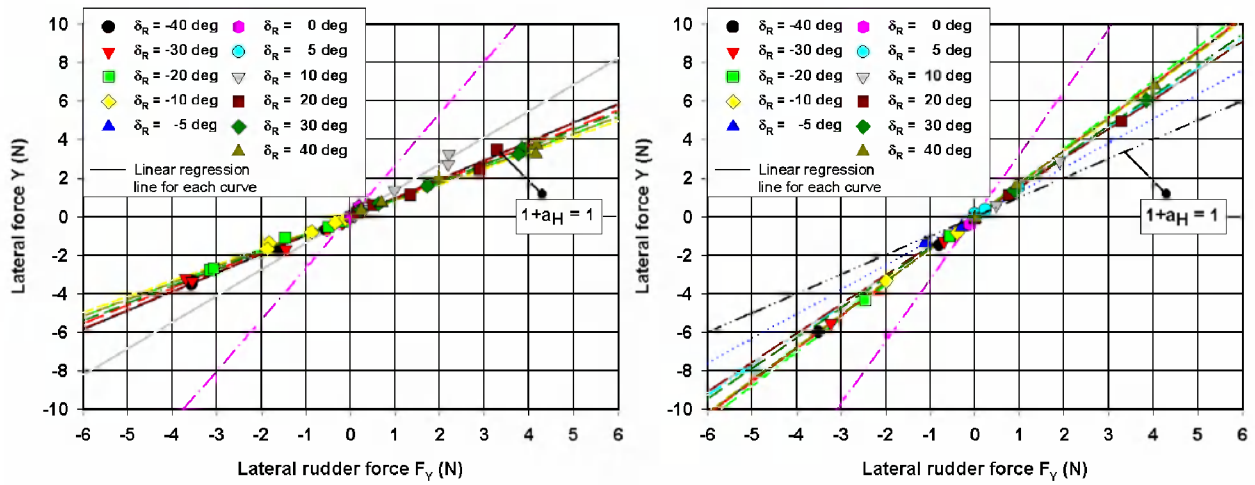 Lateral force Y (N)
10
8
6
4
2
0
-2
-4
-6
-8
-10
δR = -40 deg
δR = 0 deg
δR = -30 deg
δR = 5 deg
δR = -20 deg
δR = 10 deg
δR = -10 deg
δR = 20 deg
δR = -5 deg
δR = 30 deg
δR = 40 deg
Linear regression
line for each curve
1+aH = 1
-6 -5 -4 -3 -2 -1 0 1 2 3 4 5 6
Lateral rudder force FY (N)
Lateral force Y (N)
10
8
6
4
2
0
-2
-4
-6
-8
-10
δR = -40 deg
δR = 0 deg
δR = -30 deg
δR = 5 deg
δR = -20 deg
δR = 10 deg
δR = -10 deg
δR = 20 deg
δR = -5 deg
δR = 30 deg
δR = 40 deg
Linear regression
line for each curve
1+aH = 1
-6 -5 -4 -3 -2 -1 0 1 2 3 4 5 6
Lateral rudder force FY (N)